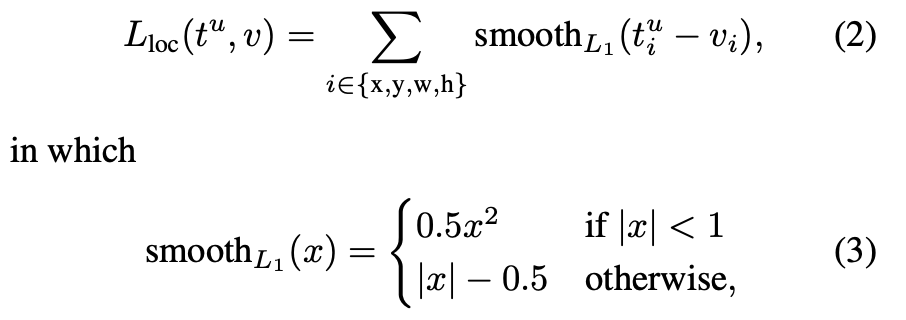 L_loc(t^u, v) = ∑_{i∈{x,y,w,h}} smooth_{L_1}(t_i^u − v_i), (2)
in which
smooth_{L_1}(x) = { 0.5x^2 if |x| < 1
|x| − 0.5 otherwise, (3)